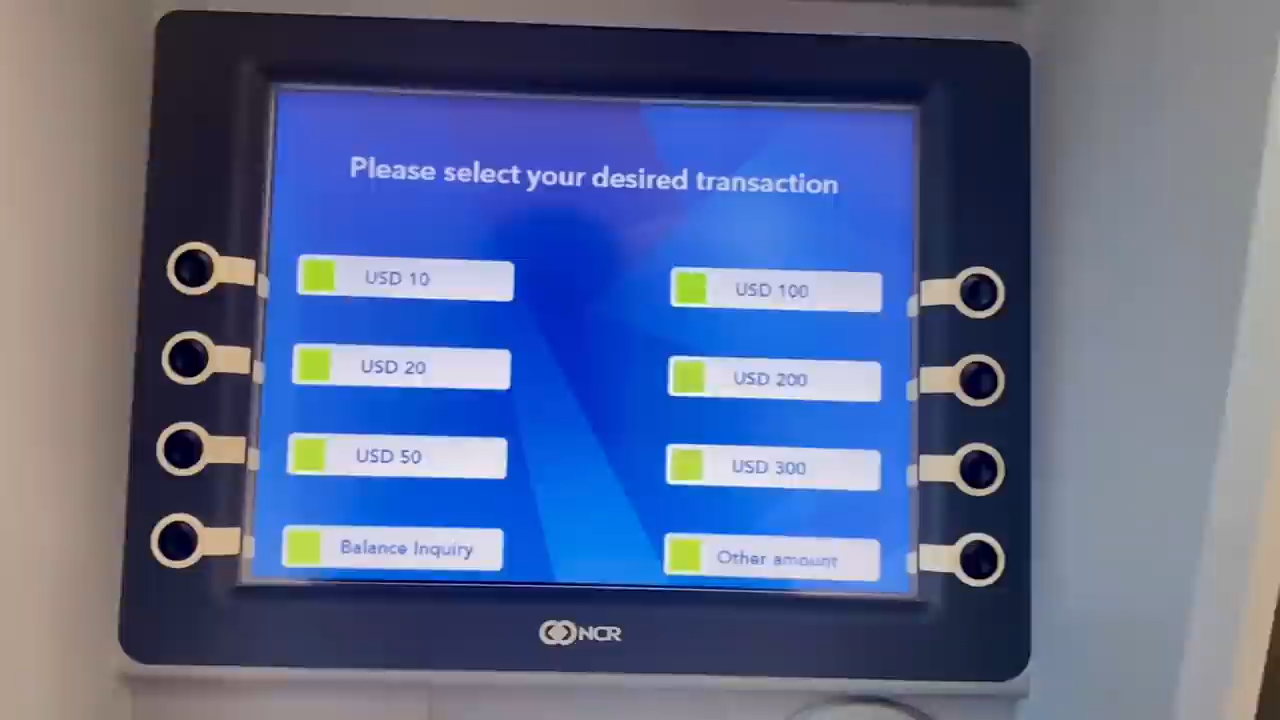 Please select your desired transaction
USD 10
USD 100
USD 20
USD 200
USD 50
USD 300
Balance Inquiry
Other amount
NCR